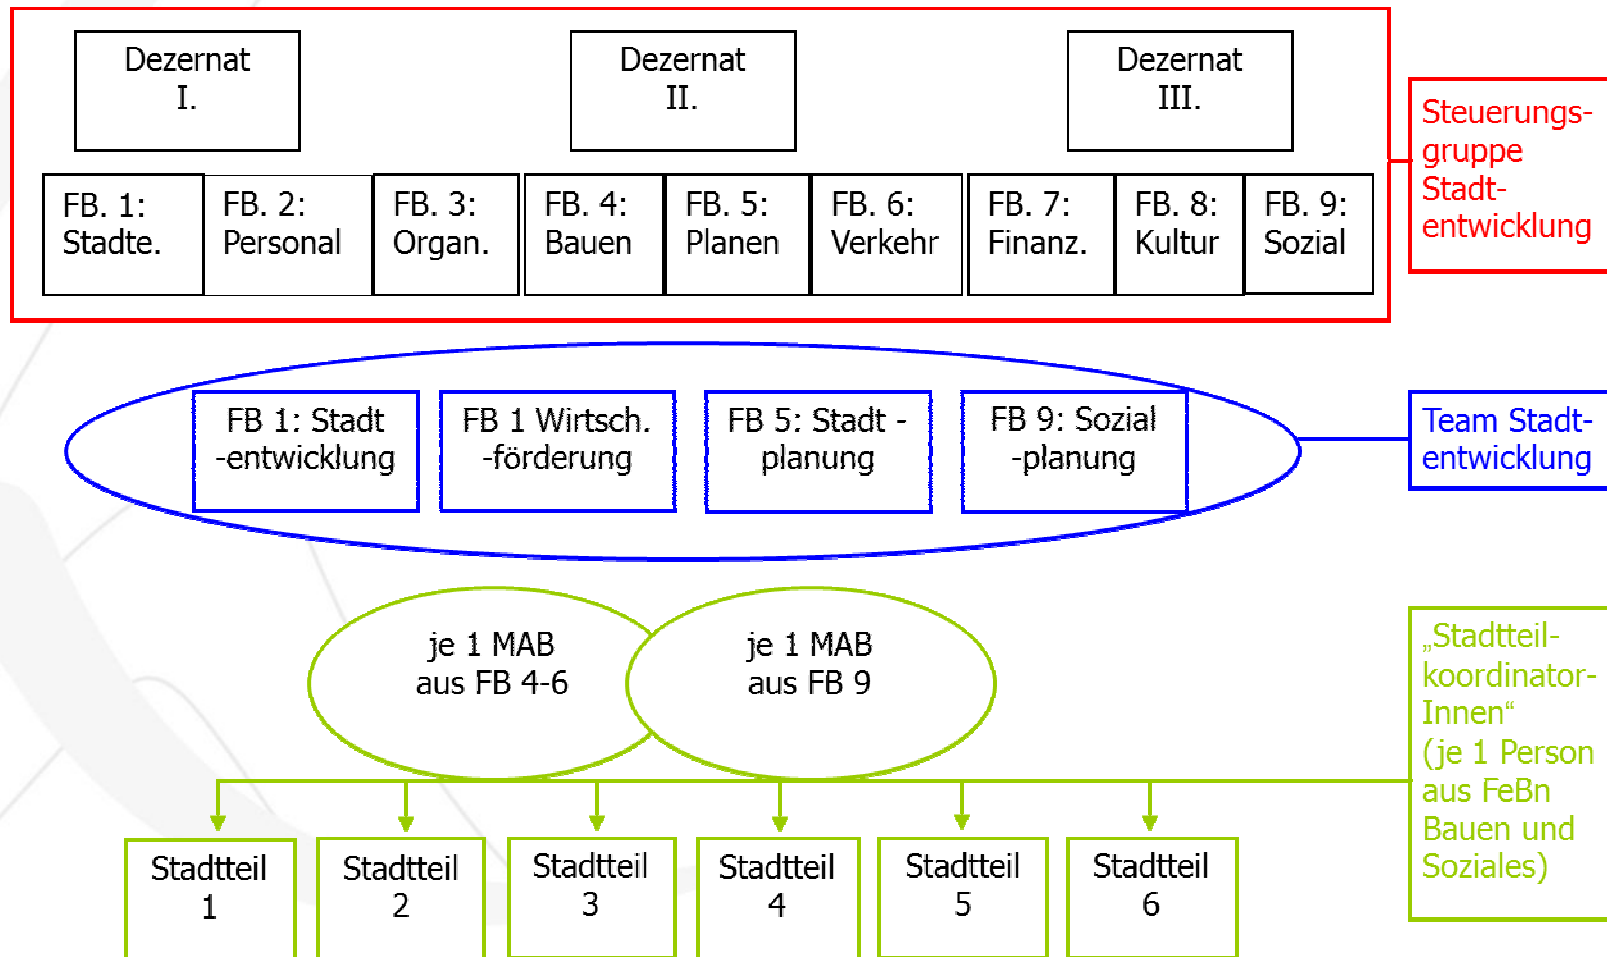 Dezernat
I.
Dezernat
II.
Dezernat
III.
FB. 1:
Stadte.
FB. 2:
Personal
FB. 3:
Organ.
FB. 4:
Bauen
FB. 5:
Planen
FB. 6:
Verkehr
FB. 7:
Finanz.
FB. 8:
Kultur
FB. 9:
Sozial
Steuerungs-
gruppe
Stadt-
entwicklung
FB 1: Stadt
-entwicklung
FB 1 Wirtsch.
-förderung
FB 5: Stadt -
planung
FB 9: Sozial
-planung
Team Stadt-
entwicklung
je 1 MAB
aus FB 4-6
je 1 MAB
aus FB 9
„Stadtteil-
koordinator-
Innen“
(je 1 Person
aus FeBn
Bauen und
Soziales)
Stadtteil
1
Stadtteil
2
Stadtteil
3
Stadtteil
4
Stadtteil
5
Stadtteil
6